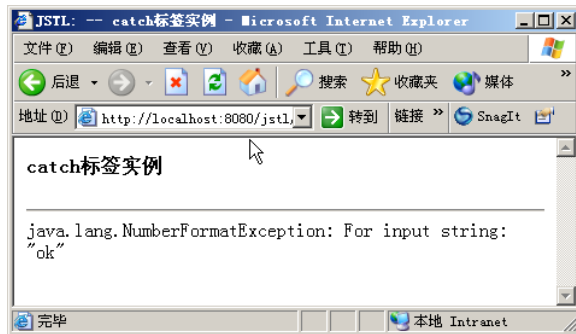 JSTL: -- catch标签实例 - Microsoft Internet Explorer
文件(F) 编辑(E) 查看(V) 收藏(A) 工具(T) 帮助(H)
后退 搜索 收藏夹 媒体 »
地址(D) http://localhost:8080/jstl, 转到 链接 » SnagIt
catch标签实例
java.lang.NumberFormatException: For input string:
"ok"
完毕 本地 Intranet